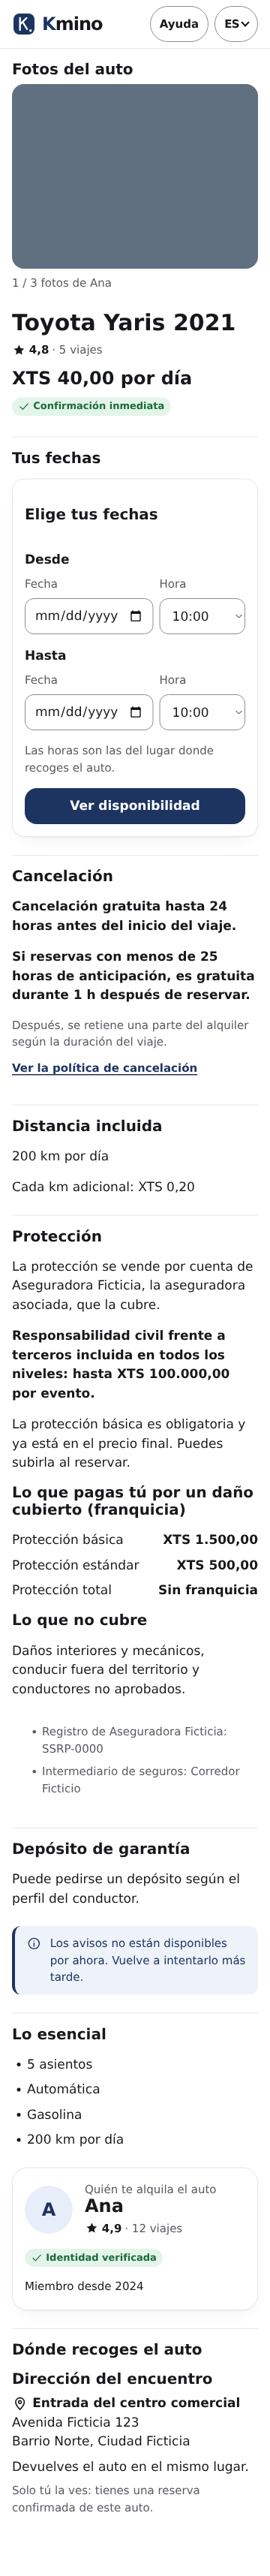 Kmino
Ayuda
ES
Fotos del auto
1 / 3 fotos de Ana
Toyota Yaris 2021
★ 4,8 · 5 viajes
XTS 40,00 por día
Confirmación inmediata
Tus fechas
Elige tus fechas
Desde
Fecha
Hora
mm/dd/yyyy
10:00
Hasta
Fecha
Hora
mm/dd/yyyy
10:00
Las horas son las del lugar donde
recoges el auto.
Ver disponibilidad
Cancelación
Cancelación gratuita hasta 24
horas antes del inicio del viaje.
Si reservas con menos de 25
horas de anticipación, es gratuita
durante 1 h después de reservar.
Después, se retiene una parte del alquiler
según la duración del viaje.
Ver la política de cancelación
Distancia incluida
200 km por día
Cada km adicional: XTS 0,20
Protección
La protección se vende por cuenta de
Aseguradora Ficticia, la aseguradora
asociada, que la cubre.
Responsabilidad civil frente a
terceros incluida en todos los
niveles: hasta XTS 100.000,00
por evento.
La protección básica es obligatoria y
ya está en el precio final. Puedes
subirla al reservar.
Lo que pagas tú por un daño
cubierto (franquicia)
Protección básica XTS 1.500,00
Protección estándar XTS 500,00
Protección total Sin franquicia
Lo que no cubre
Daños interiores y mecánicos,
conducir fuera del territorio y
conductores no aprobados.
• Registro de Aseguradora Ficticia:
SSRP-0000
• Intermediario de seguros: Corredor
Ficticio
Depósito de garantía
Puede pedirse un depósito según el
perfil del conductor.
Los avisos no están disponibles
por ahora. Vuelve a intentarlo más
tarde.
Lo esencial
• 5 asientos
• Automática
• Gasolina
• 200 km por día
A
Quién te alquila el auto
Ana
★ 4,9 · 12 viajes
Identidad verificada
Miembro desde 2024
Dónde recoges el auto
Dirección del encuentro
Entrada del centro comercial
Avenida Ficticia 123
Barrio Norte, Ciudad Ficticia
Devuelves el auto en el mismo lugar.
Solo tú la ves: tienes una reserva
confirmada de este auto.